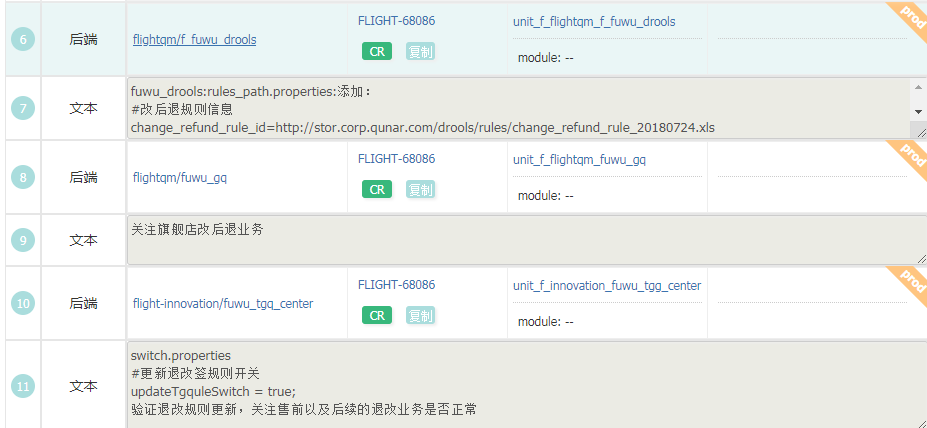 FLIGHT-68086
unit_f_flightqm_f_fuwu_drools
prod
6
后端
flightqm/f_fuwu_drools
CR
复制
module: --
7
文本
fuwu_drools:rules_path.properties:添加：
#改后退规则信息
change_refund_rule_id=http://stor.corp.qunar.com/drools/rules/change_refund_rule_20180724.xls
FLIGHT-68086
unit_f_flightqm_fuwu_gq
prod
8
后端
flightqm/fuwu_gq
CR
复制
module: --
9
文本
关注旗舰店改后退业务
FLIGHT-68086
unit_f_innovation_fuwu_tgq_center
prod
10
后端
flight-innovation/fuwu_tgq_center
CR
复制
module: --
11
文本
switch.properties
#更新退改签规则开关
updateTgquleSwitch = true;
验证退改规则更新，关注售前以及后续的退改业务是否正常